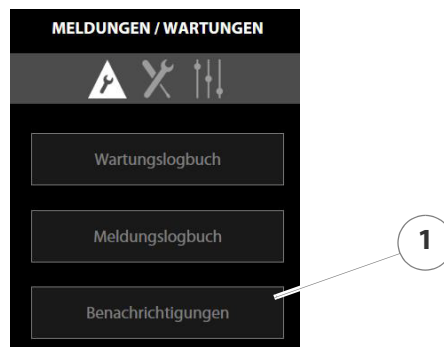 MELDUNGEN / WARTUNGEN
Wartungslogbuch
Meldungslogbuch
1
Benachrichtigungen